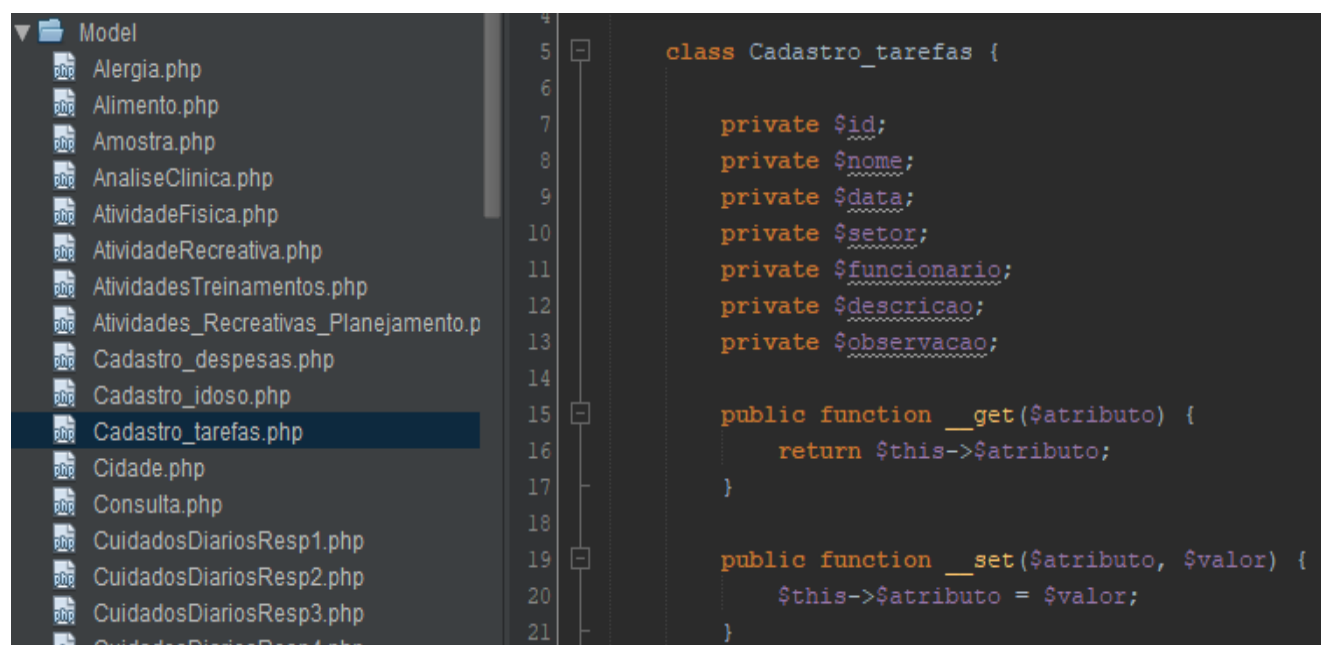 Model
Alergia.php
Alimento.php
Amostra.php
AnaliseClinica.php
AtividadeFisica.php
AtividadeRecreativa.php
AtividadesTreinamentos.php
Atividades_Recreativas_Planejamento.p
Cadastro_despesas.php
Cadastro_idoso.php
Cadastro_tarefas.php
Cidade.php
Consulta.php
CuidadosDiariosResp1.php
CuidadosDiariosResp2.php
CuidadosDiariosResp3.php
4
5 class Cadastro_tarefas {
6
7 private $id;
8 private $nome;
9 private $data;
10 private $setor;
11 private $funcionario;
12 private $descricao;
13 private $observacao;
14
15 public function __get($atributo) {
16 return $this->$atributo;
17 }
18
19 public function __set($atributo, $valor) {
20 $this->$atributo = $valor;
21 }